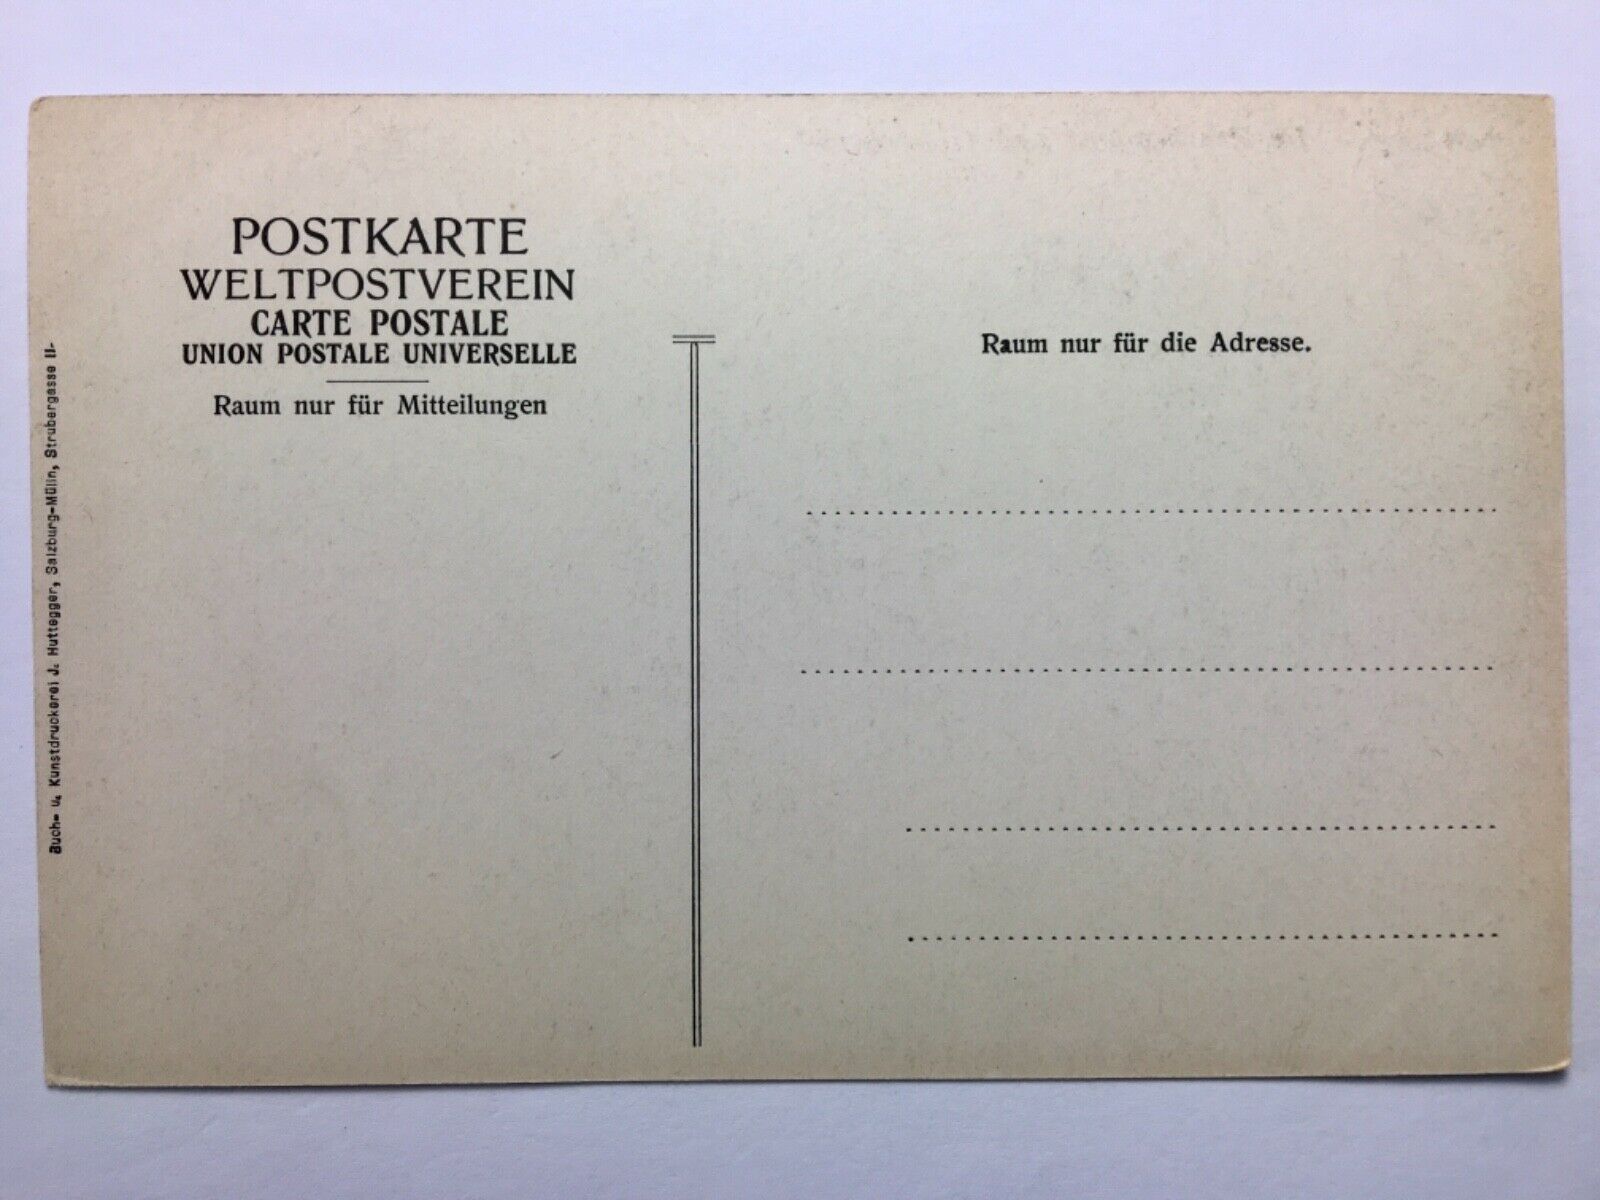 POSTKARTE
WELTPOSTVEREIN
CARTE POSTALE
UNION POSTALE UNIVERSELLE
Raum nur für Mitteilungen
Raum nur für die Adresse.
Buch- u. Kunstdruckerei J. Huttegger, Salzburg-Mülln, Strubergasse 11-